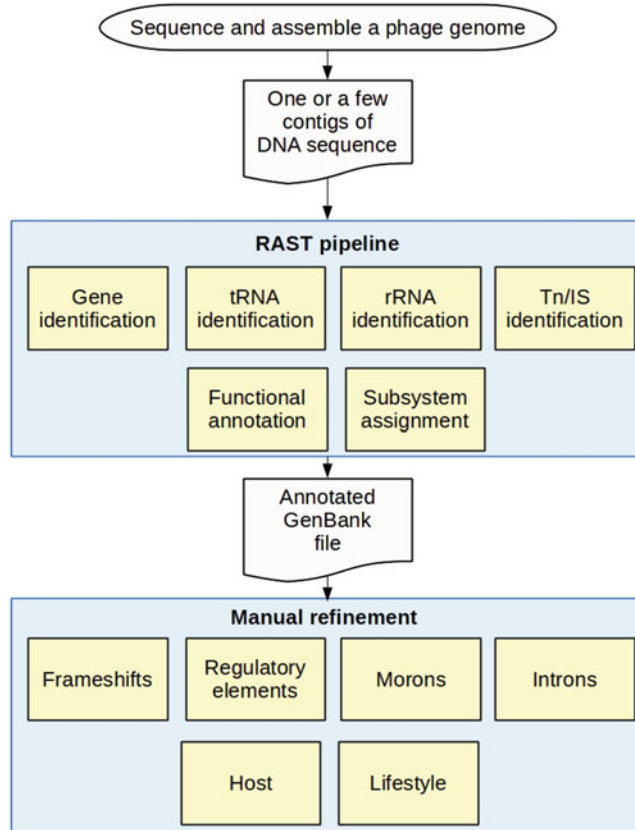 Sequence and assemble a phage genome
One or a few
contigs of
DNA sequence
RAST pipeline
Gene
identification
tRNA
identification
rRNA
identification
Tn/IS
identification
Functional
annotation
Subsystem
assignment
Annotated
GenBank
file
Manual refinement
Frameshifts
Regulatory
elements
Morons
Introns
Host
Lifestyle